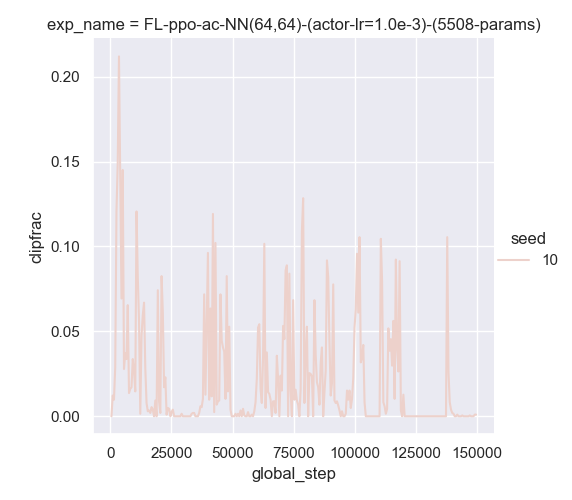 exp_name = FL-ppo-ac-NN(64,64)-(actor-lr=1.0e-3)-(5508-params)
0.20
0.15
0.10
0.05
0.00
clipfrac
seed
10
0 25000 50000 75000 100000 125000 150000
global_step